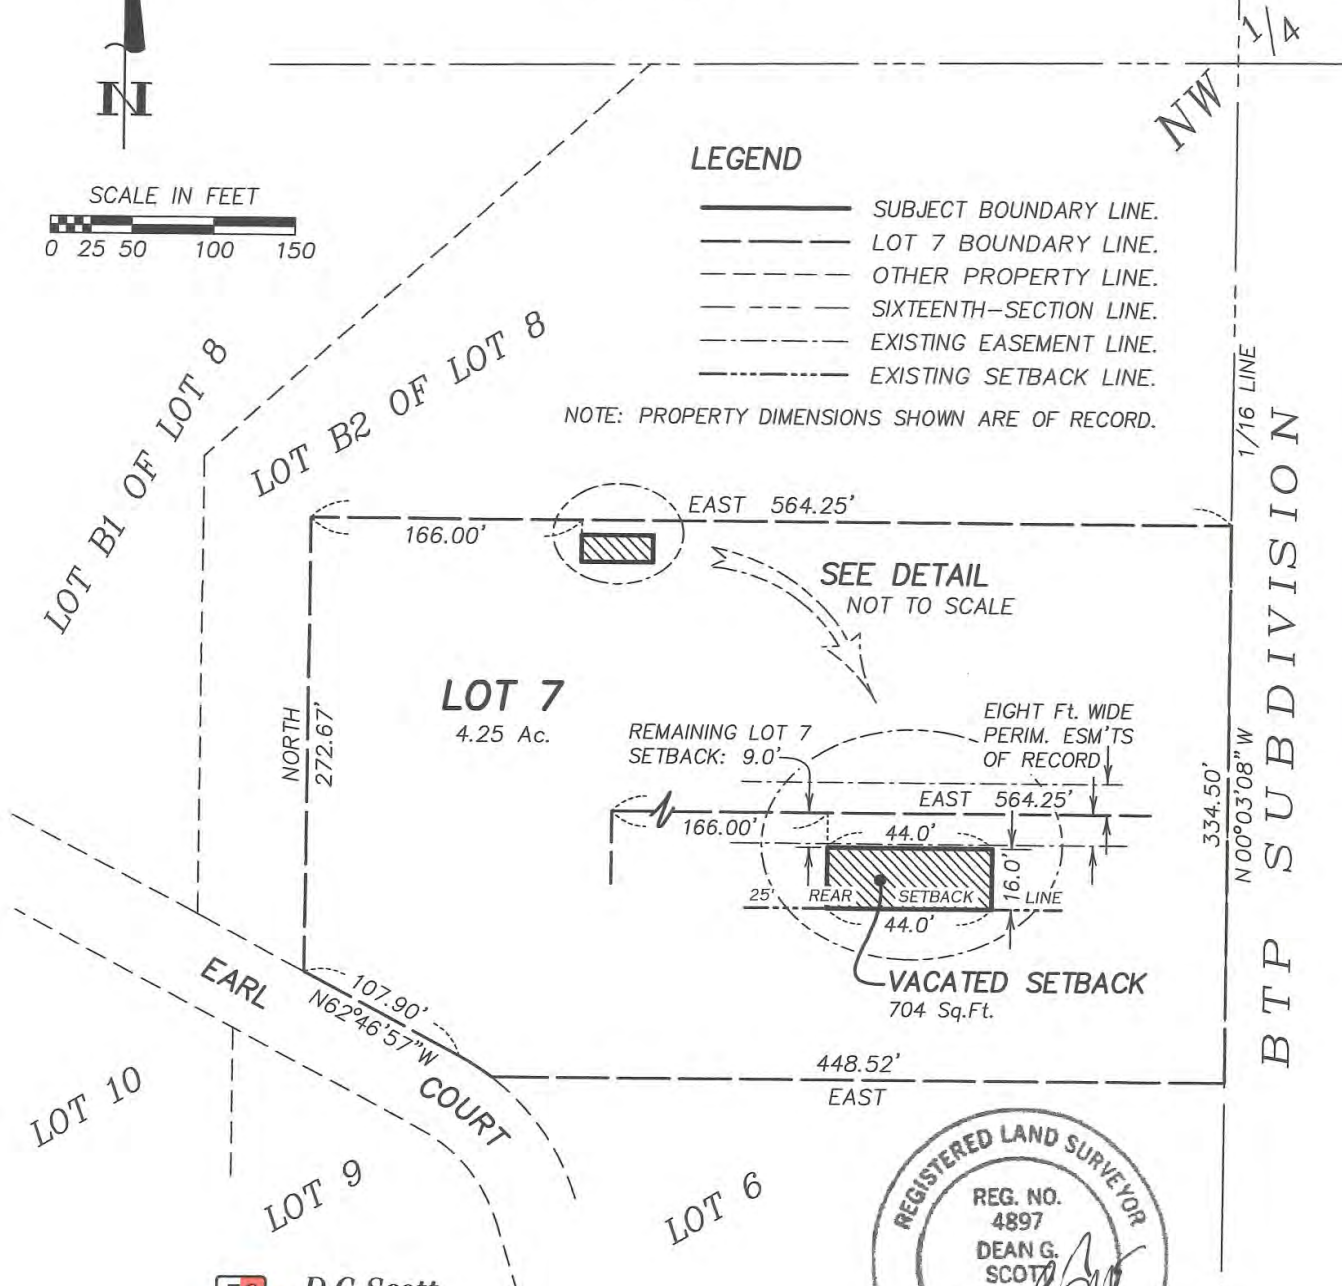 1/4
NW
N
SCALE IN FEET
0 25 50 100 150
LEGEND
SUBJECT BOUNDARY LINE.
LOT 7 BOUNDARY LINE.
OTHER PROPERTY LINE.
SIXTEENTH-SECTION LINE.
EXISTING EASEMENT LINE.
EXISTING SETBACK LINE.
NOTE: PROPERTY DIMENSIONS SHOWN ARE OF RECORD.
LOT B1 OF LOT 8
LOT B2 OF LOT 8
1/16 LINE
BTP SUBDIVISION
EAST 564.25'
166.00'
SEE DETAIL
NOT TO SCALE
LOT 7
4.25 Ac.
NORTH
272.67'
REMAINING LOT 7
SETBACK: 9.0'
EIGHT Ft. WIDE
PERIM. ESM'TS
OF RECORD
EAST 564.25'
166.00'
44.0'
16.0'
25' REAR SETBACK LINE
44.0'
VACATED SETBACK
704 Sq.Ft.
334.50'
N00°03'08"W
EARL COURT
107.90'
N62°46'57"W
448.52'
EAST
LOT 10
LOT 9
LOT 6
REGISTERED LAND SURVEYOR
REG. NO.
4897
DEAN G.
SCOTT
D.C. Scott